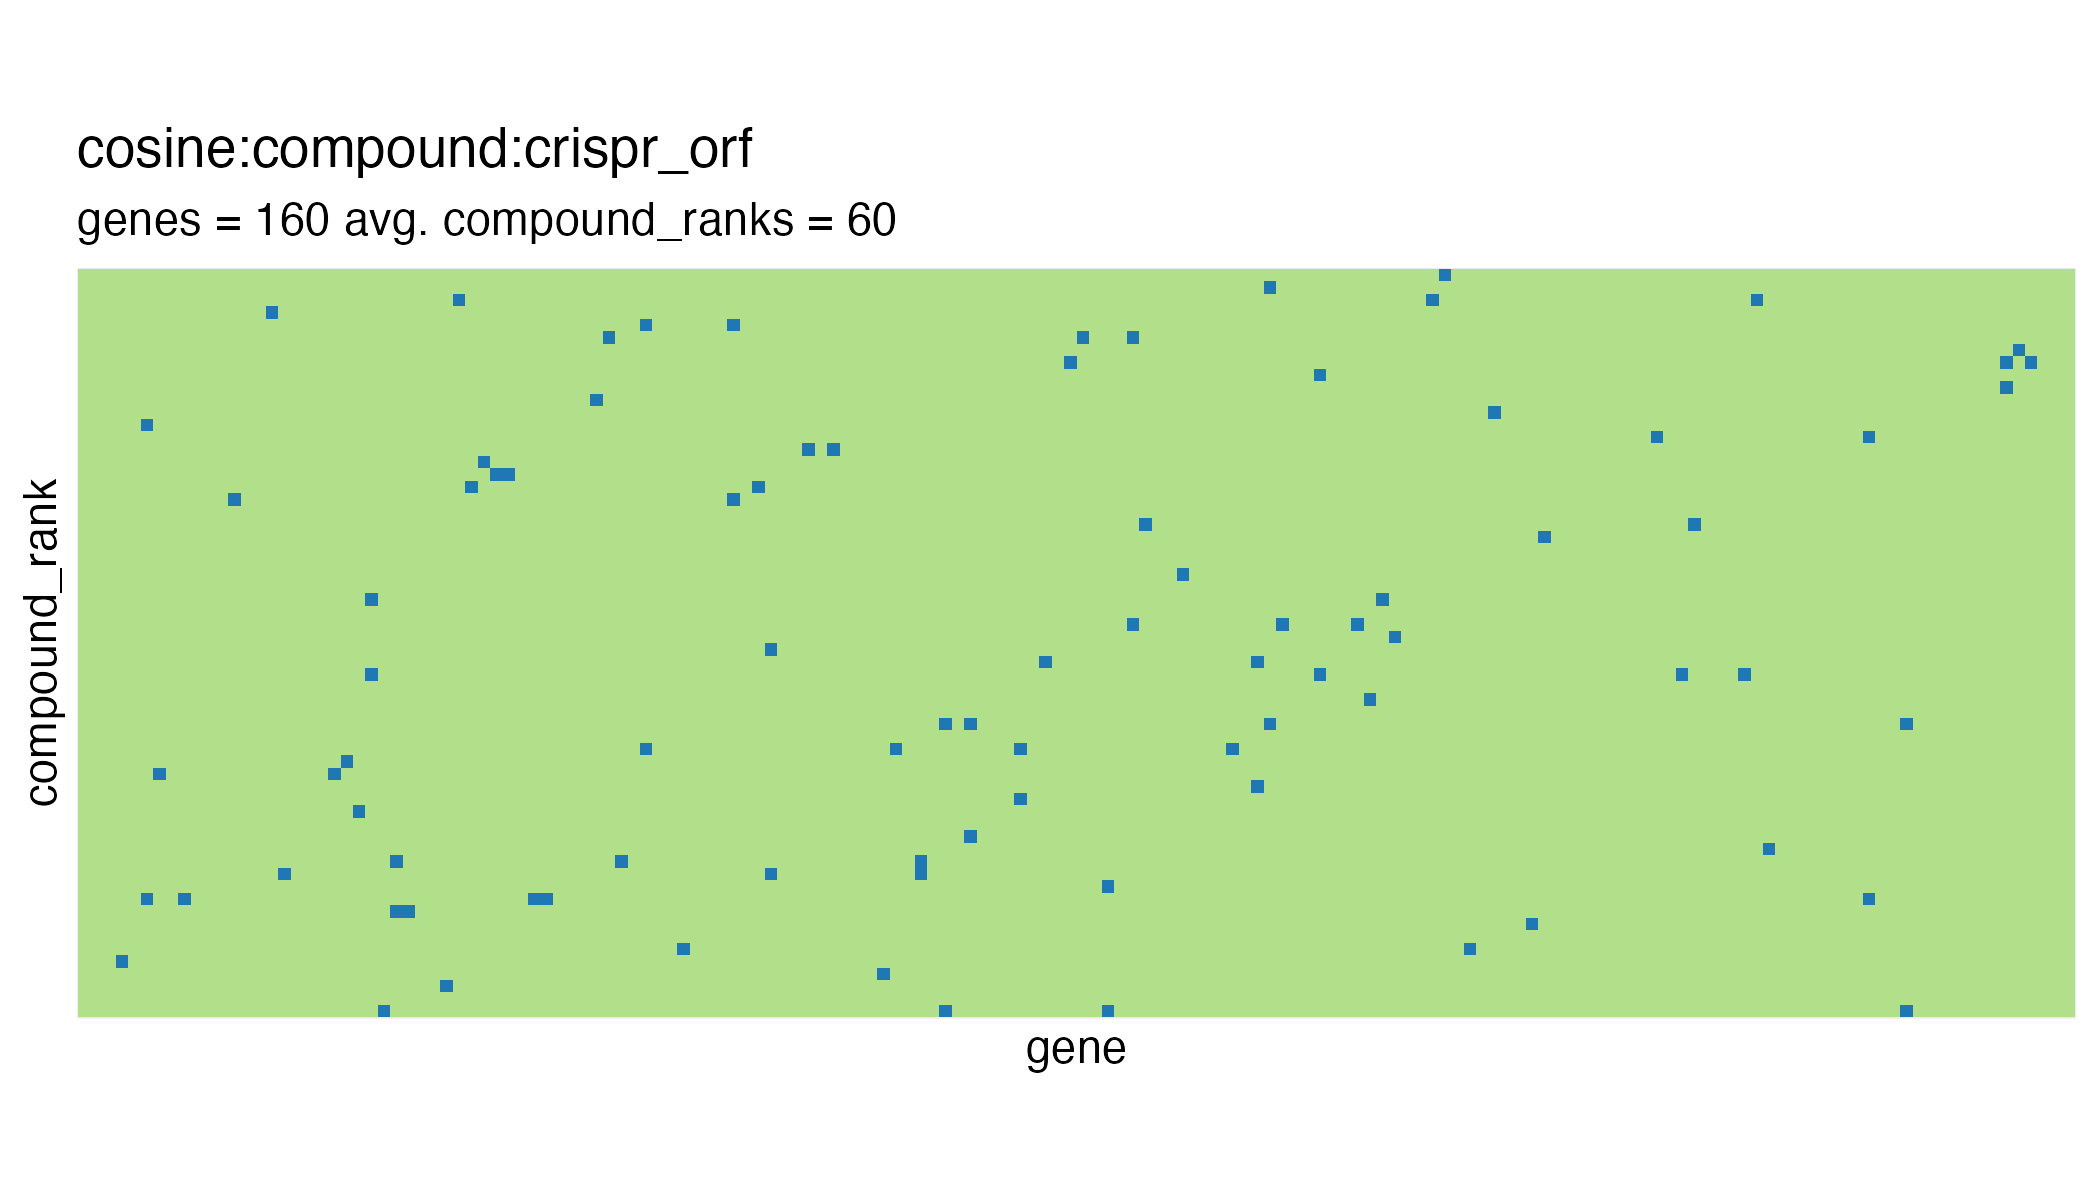 cosine:compound:crispr_orf
genes = 160 avg. compound_ranks = 60
compound_rank
gene